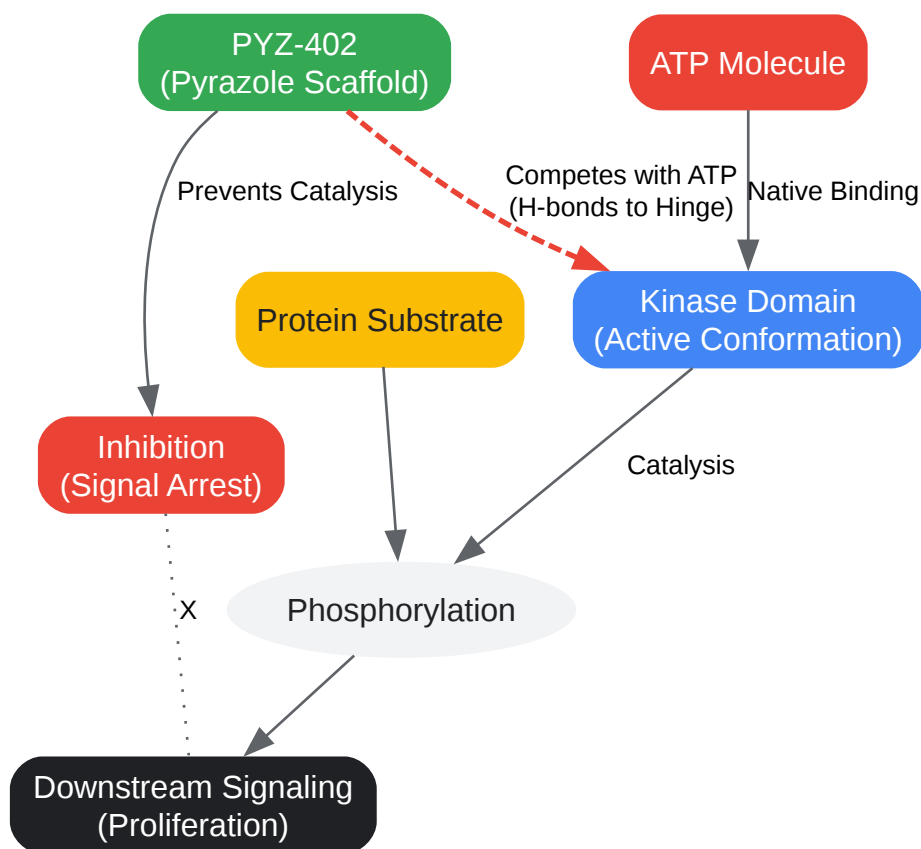 PYZ-402
(Pyrazole Scaffold)
ATP Molecule
Prevents Catalysis
Competes with ATP
(H-bonds to Hinge)
Native Binding
Protein Substrate
Kinase Domain
(Active Conformation)
Inhibition
(Signal Arrest)
Catalysis
X
Phosphorylation
Downstream Signaling
(Proliferation)